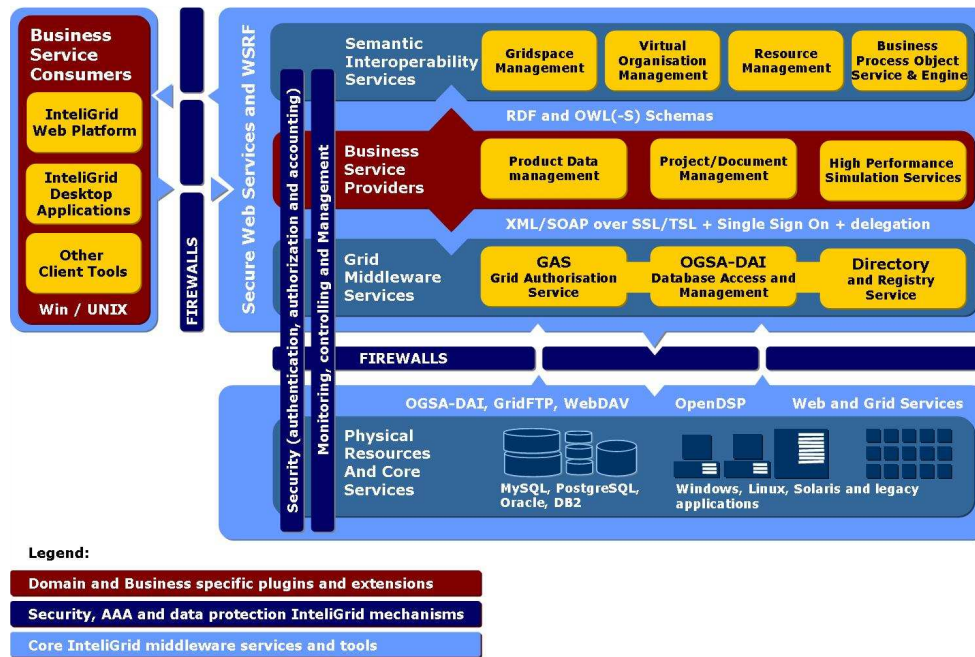 Business
Service
Consumers
InteliGrid
Web Platform
InteliGrid
Desktop
Applications
Other
Client Tools
Win / UNIX
FIREWALLS
Secure Web Services and WSRF
Security (authentication, authorization and accounting)
Monitoring, controlling and Management
Semantic
Interoperability
Services
Gridspace
Management
Virtual
Organisation
Management
Resource
Management
Business
Process Object
Service & Engine
RDF and OWL(-S) Schemas
Business
Service
Providers
Product Data
management
Project/Document
Management
High Performance
Simulation Services
XML/SOAP over SSL/TSL + Single Sign On + delegation
Grid
Middleware
Services
GAS
Grid Authorisation
Service
OGSA-DAI
Database Access and
Management
Directory
and Registry
Service
FIREWALLS
OGSA-DAI, GridFTP, WebDAV
OpenDSP
Web and Grid Services
Physical
Resources
And Core
Services
MySQL, PostgreSQL,
Oracle, DB2
Windows, Linux, Solaris and legacy
applications
Legend:
Domain and Business specific plugins and extensions
Security, AAA and data protection InteliGrid mechanisms
Core InteliGrid middleware services and tools